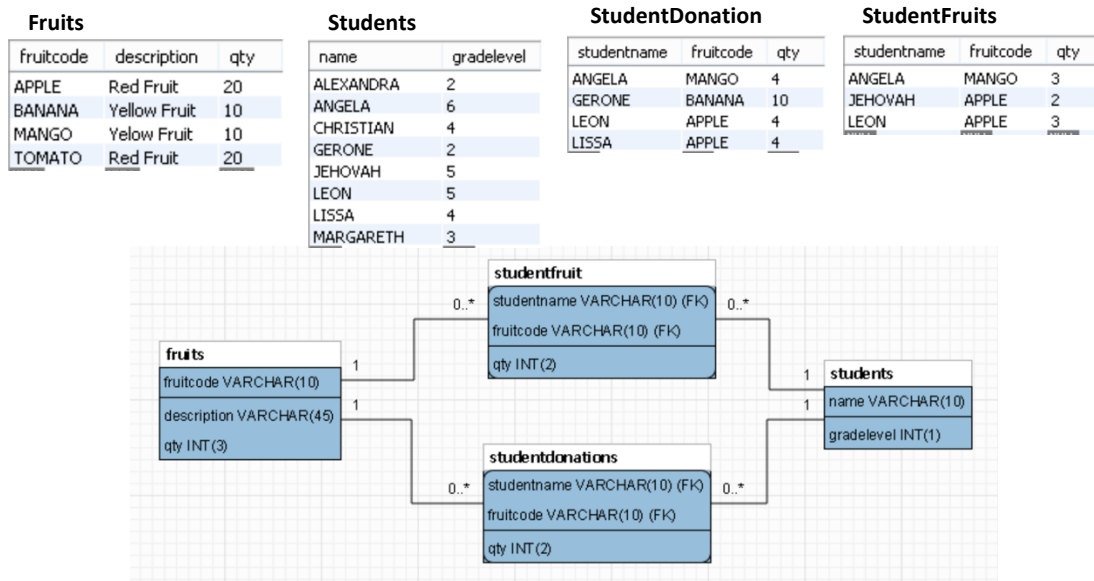 Fruits
fruitcode description qty
APPLE Red Fruit 20
BANANA Yellow Fruit 10
MANGO Yelow Fruit 10
TOMATO Red Fruit 20
Students
name gradelevel
ALEXANDRA 2
ANGELA 6
CHRISTIAN 4
GERONE 2
JEHOVAH 5
LEON 5
LISSA 4
MARGARETH 3
StudentDonation
studentname fruitcode qty
ANGELA MANGO 4
GERONE BANANA 10
LEON APPLE 4
LISSA APPLE 4
StudentFruits
studentname fruitcode qty
ANGELA MANGO 3
JEHOVAH APPLE 2
LEON APPLE 3
studentfruit
studentname VARCHAR(10) (FK)
fruitcode VARCHAR(10) (FK)
qty INT(2)
0..*
0..*
fruits
fruitcode VARCHAR(10)
description VARCHAR(45)
qty INT(3)
1
1
students
name VARCHAR(10)
gradelevel INT(1)
1
1
studentdonations
studentname VARCHAR(10) (FK)
fruitcode VARCHAR(10) (FK)
qty INT(2)
0..*
0..*